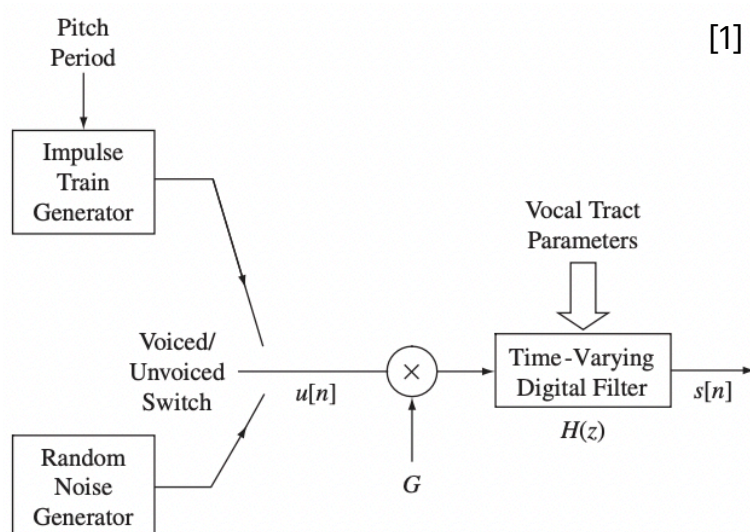 Pitch
Period
[1]
Impulse
Train
Generator
Vocal Tract
Parameters
Voiced/
Unvoiced
Switch
u[n]
×
Time-Varying
Digital Filter
s[n]
H(z)
G
Random
Noise
Generator